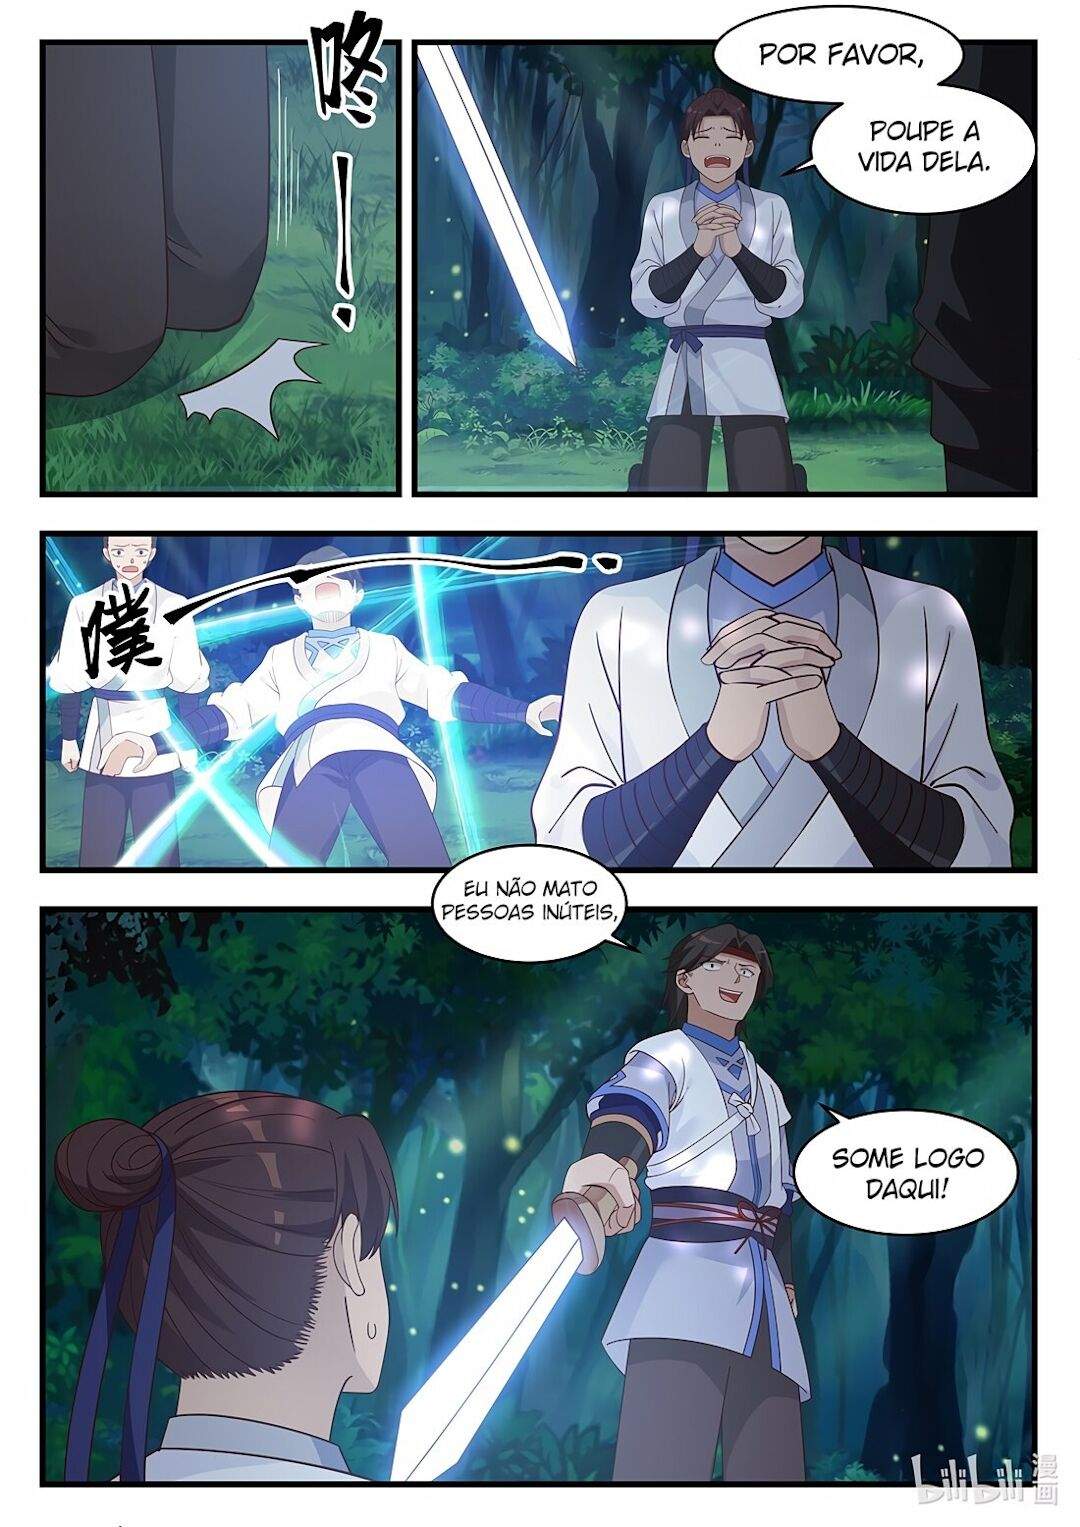 咚——！
POR FAVOR,
POUPE A
VIDA DELA.
噗——...
EU NÃO MATO
PESSOAS INÚTEIS,
SOME LOGO
DAQUI!
bilibili 漫画